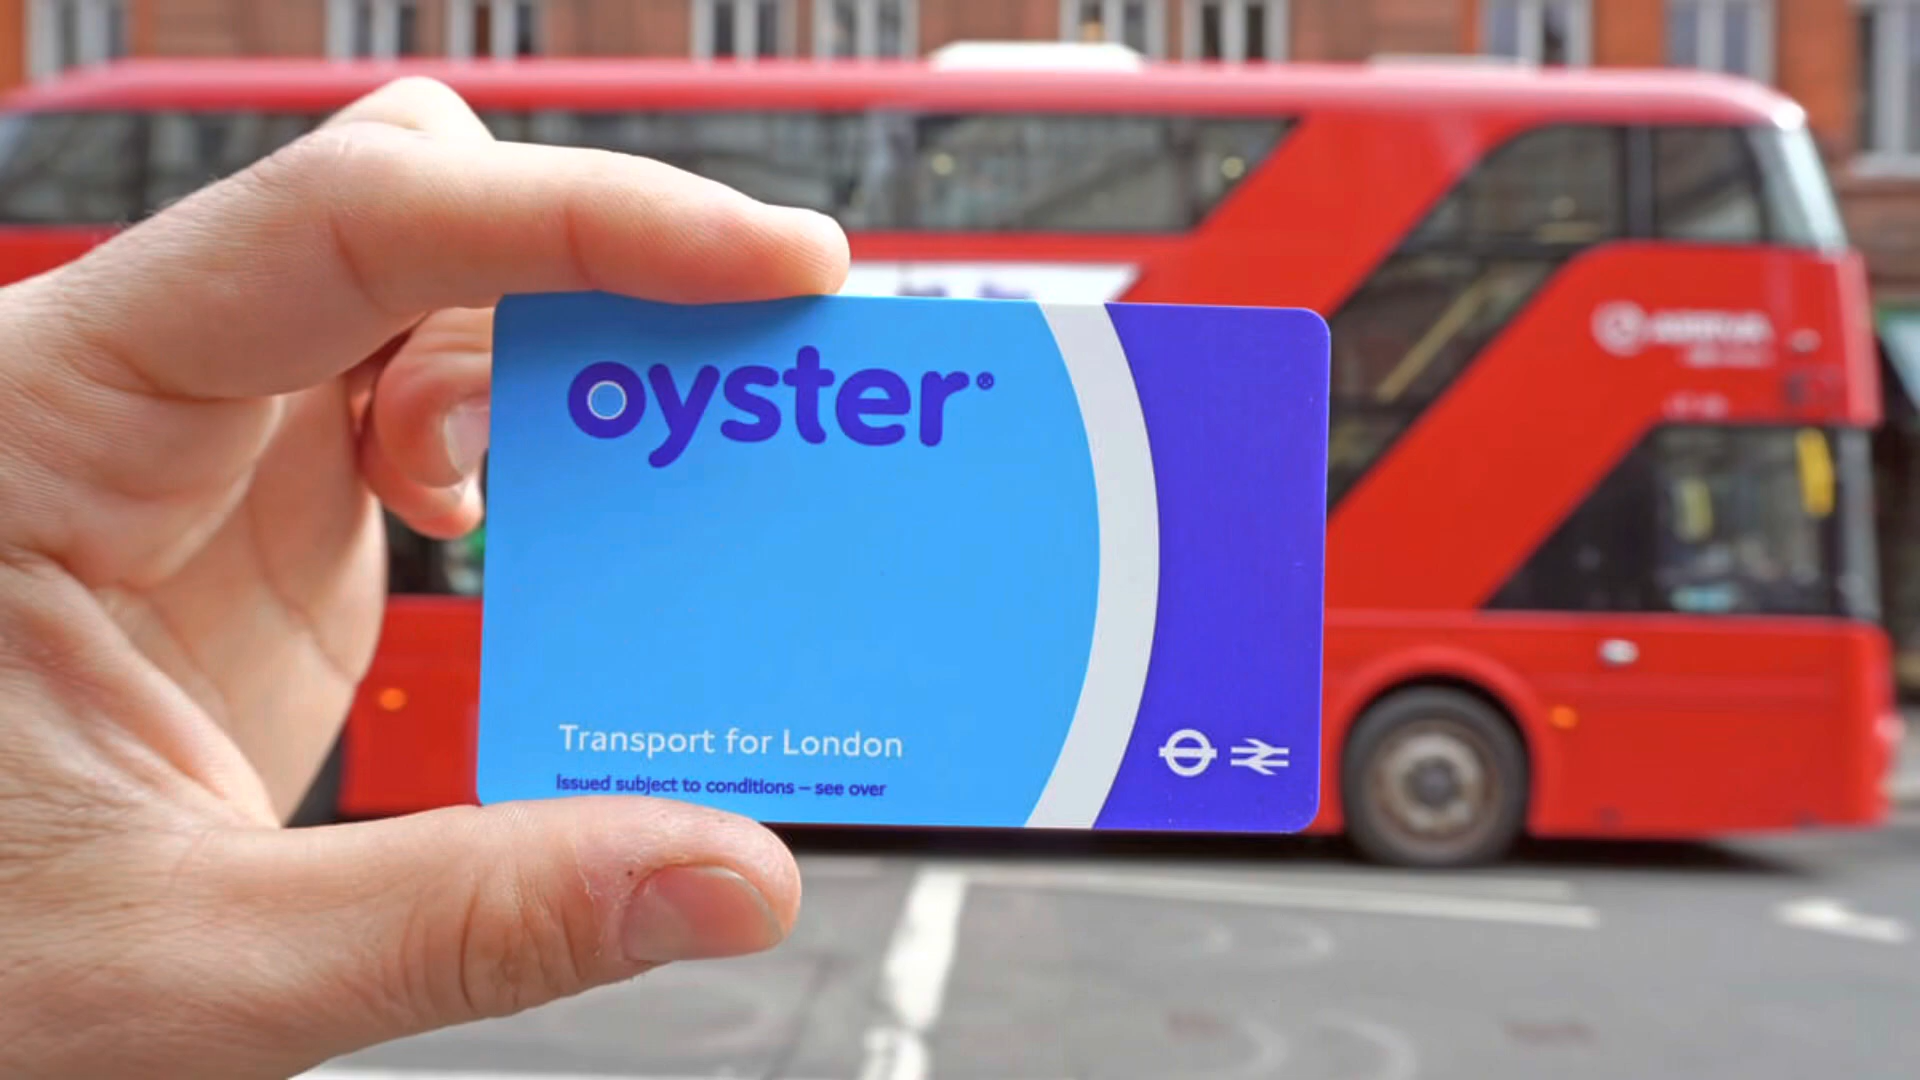 oyster®
Transport for London
Issued subject to conditions – see over